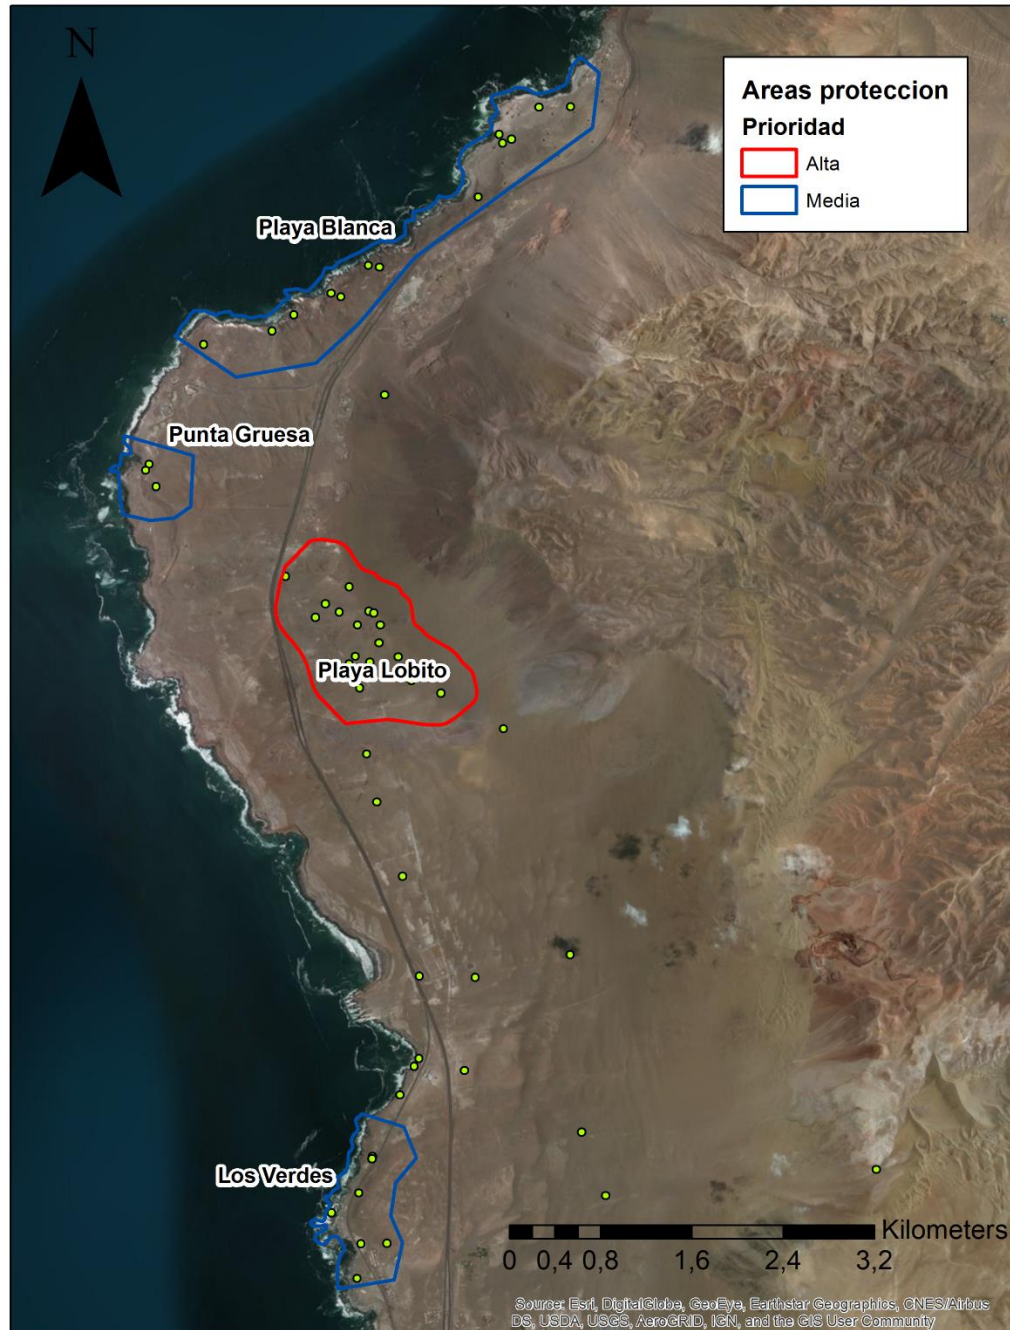 N
Areas proteccion
Prioridad
Alta
Media
Playa Blanca
Punta Gruesa
Playa Lobito
Los Verdes
Kilometers
0 0,4 0,8 1,6 2,4 3,2
Source: Esri, DigitalGlobe, GeoEye, Earthstar Geographics, CNES/Airbus
DS, USDA, USGS, AeroGRID, IGN, and the GIS User Community